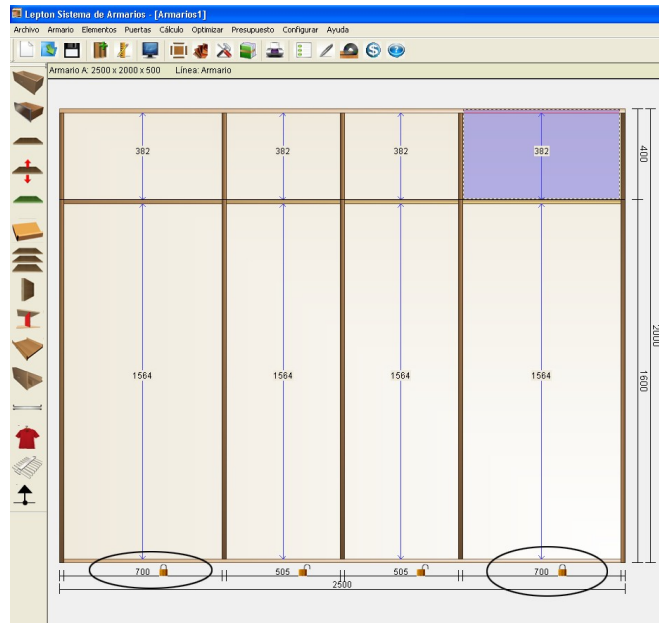 Lepton Sistema de Armarios - [Armarios1]
Archivo Armario Elementos Puertas Cálculo Optimizar Presupuesto Configurar Ayuda
Armario A: 2500 x 2000 x 500 Línea: Armario
382 382 382 382
400
2000
1564 1564 1564 1564
1600
700 505 505 700
2500